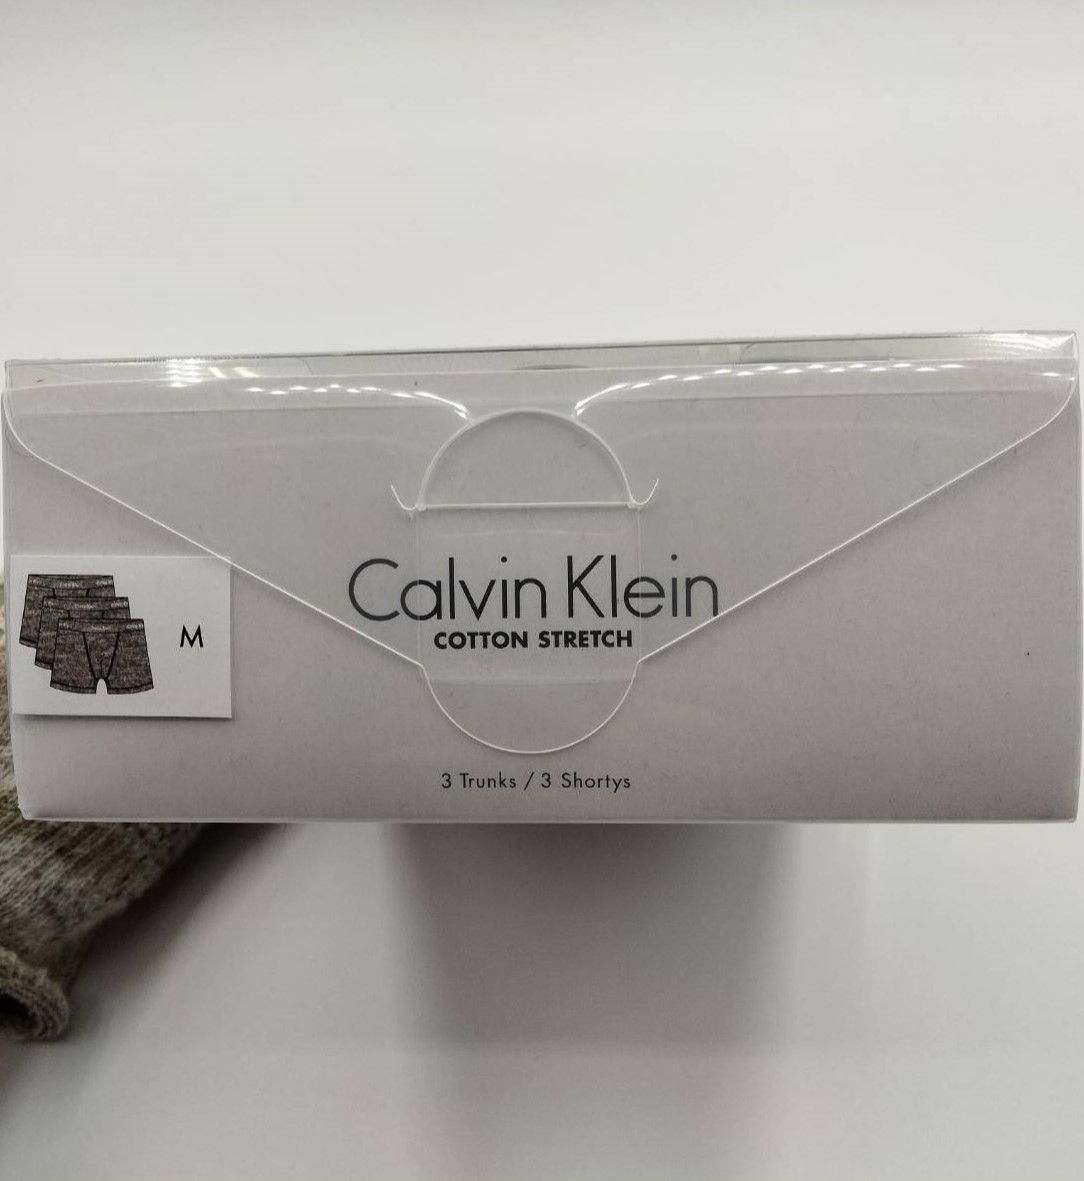 Calvin Klein
COTTON STRETCH
M
3 Trunks / 3 Shortys